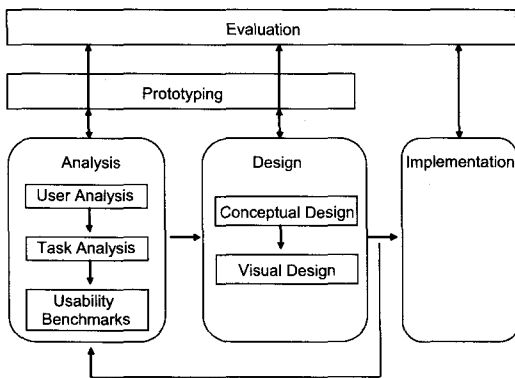 Evaluation
Prototyping
Analysis
User Analysis
Task Analysis
Usability
Benchmarks
Design
Conceptual Design
Visual Design
Implementation